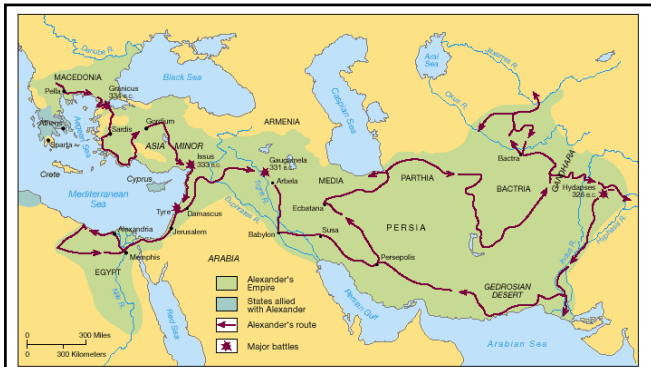 Danube R.
MACEDONIA
Pella
Granicus
334 B.C.
Black Sea
Aral
Sea
Jaxartes R.
Oxus R.
Caspian Sea
Athens
Sparta
Aegean Sea
Sardis
Gordium
ASIA MINOR
ARMENIA
Issus
333 B.C.
Gaugamela
331 B.C.
Arbela
MEDIA
PARTHIA
Bactra
BACTRIA
GANDHARA
Hydaspes
326 B.C.
Crete
Cyprus
Mediterranean
Sea
Tyre
Damascus
Tigris R.
Euphrates R.
Ecbatana
PERSIA
Indus R.
Hyphasis R.
Alexandria
Jerusalem
Babylon
Susa
Memphis
ARABIA
Persepolis
EGYPT
Nile R.
Red Sea
Persian Gulf
GEDROSIAN
DESERT
Arabian Sea
Alexander's
Empire
States allied
with Alexander
Alexander's route
Major battles
0 300 Miles
0 300 Kilometers